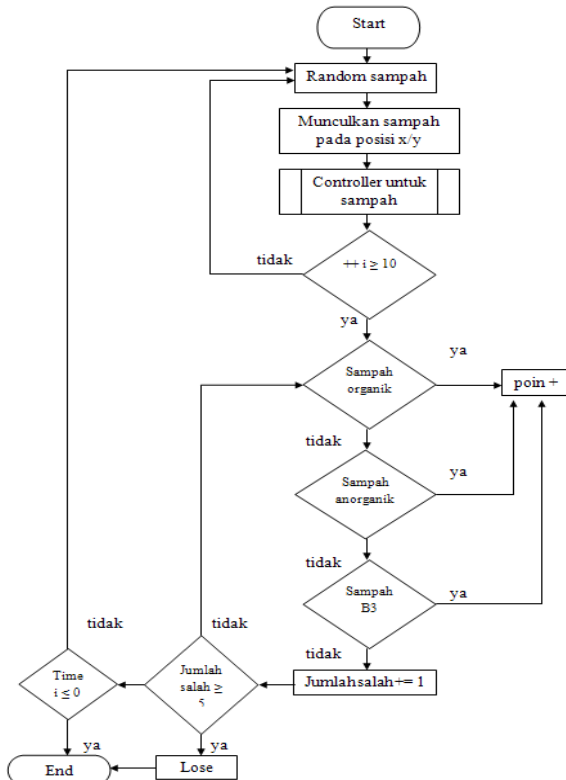 Start
Random sampah
Munculkan sampah
pada posisi x/y
Controller untuk
sampah
tidak
++ i ≥ 10
ya
ya
Sampah
organik
poin +
tidak
ya
Sampah
anorganik
tidak
ya
Sampah
B3
tidak
tidak
tidak
Time
i ≤ 0
Jumlah
salah ≥
5
Jumlah salah += 1
ya
ya
End
Lose